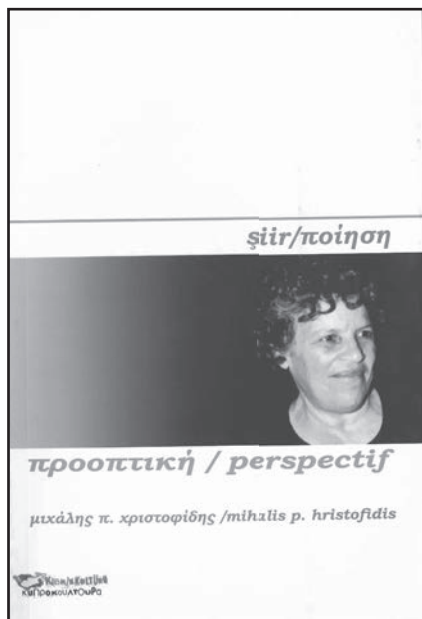 şiir/ποίηση
προοπτική / perspectif
μιχάλης π. χριστοφίδης /mihalis p. hristofidis